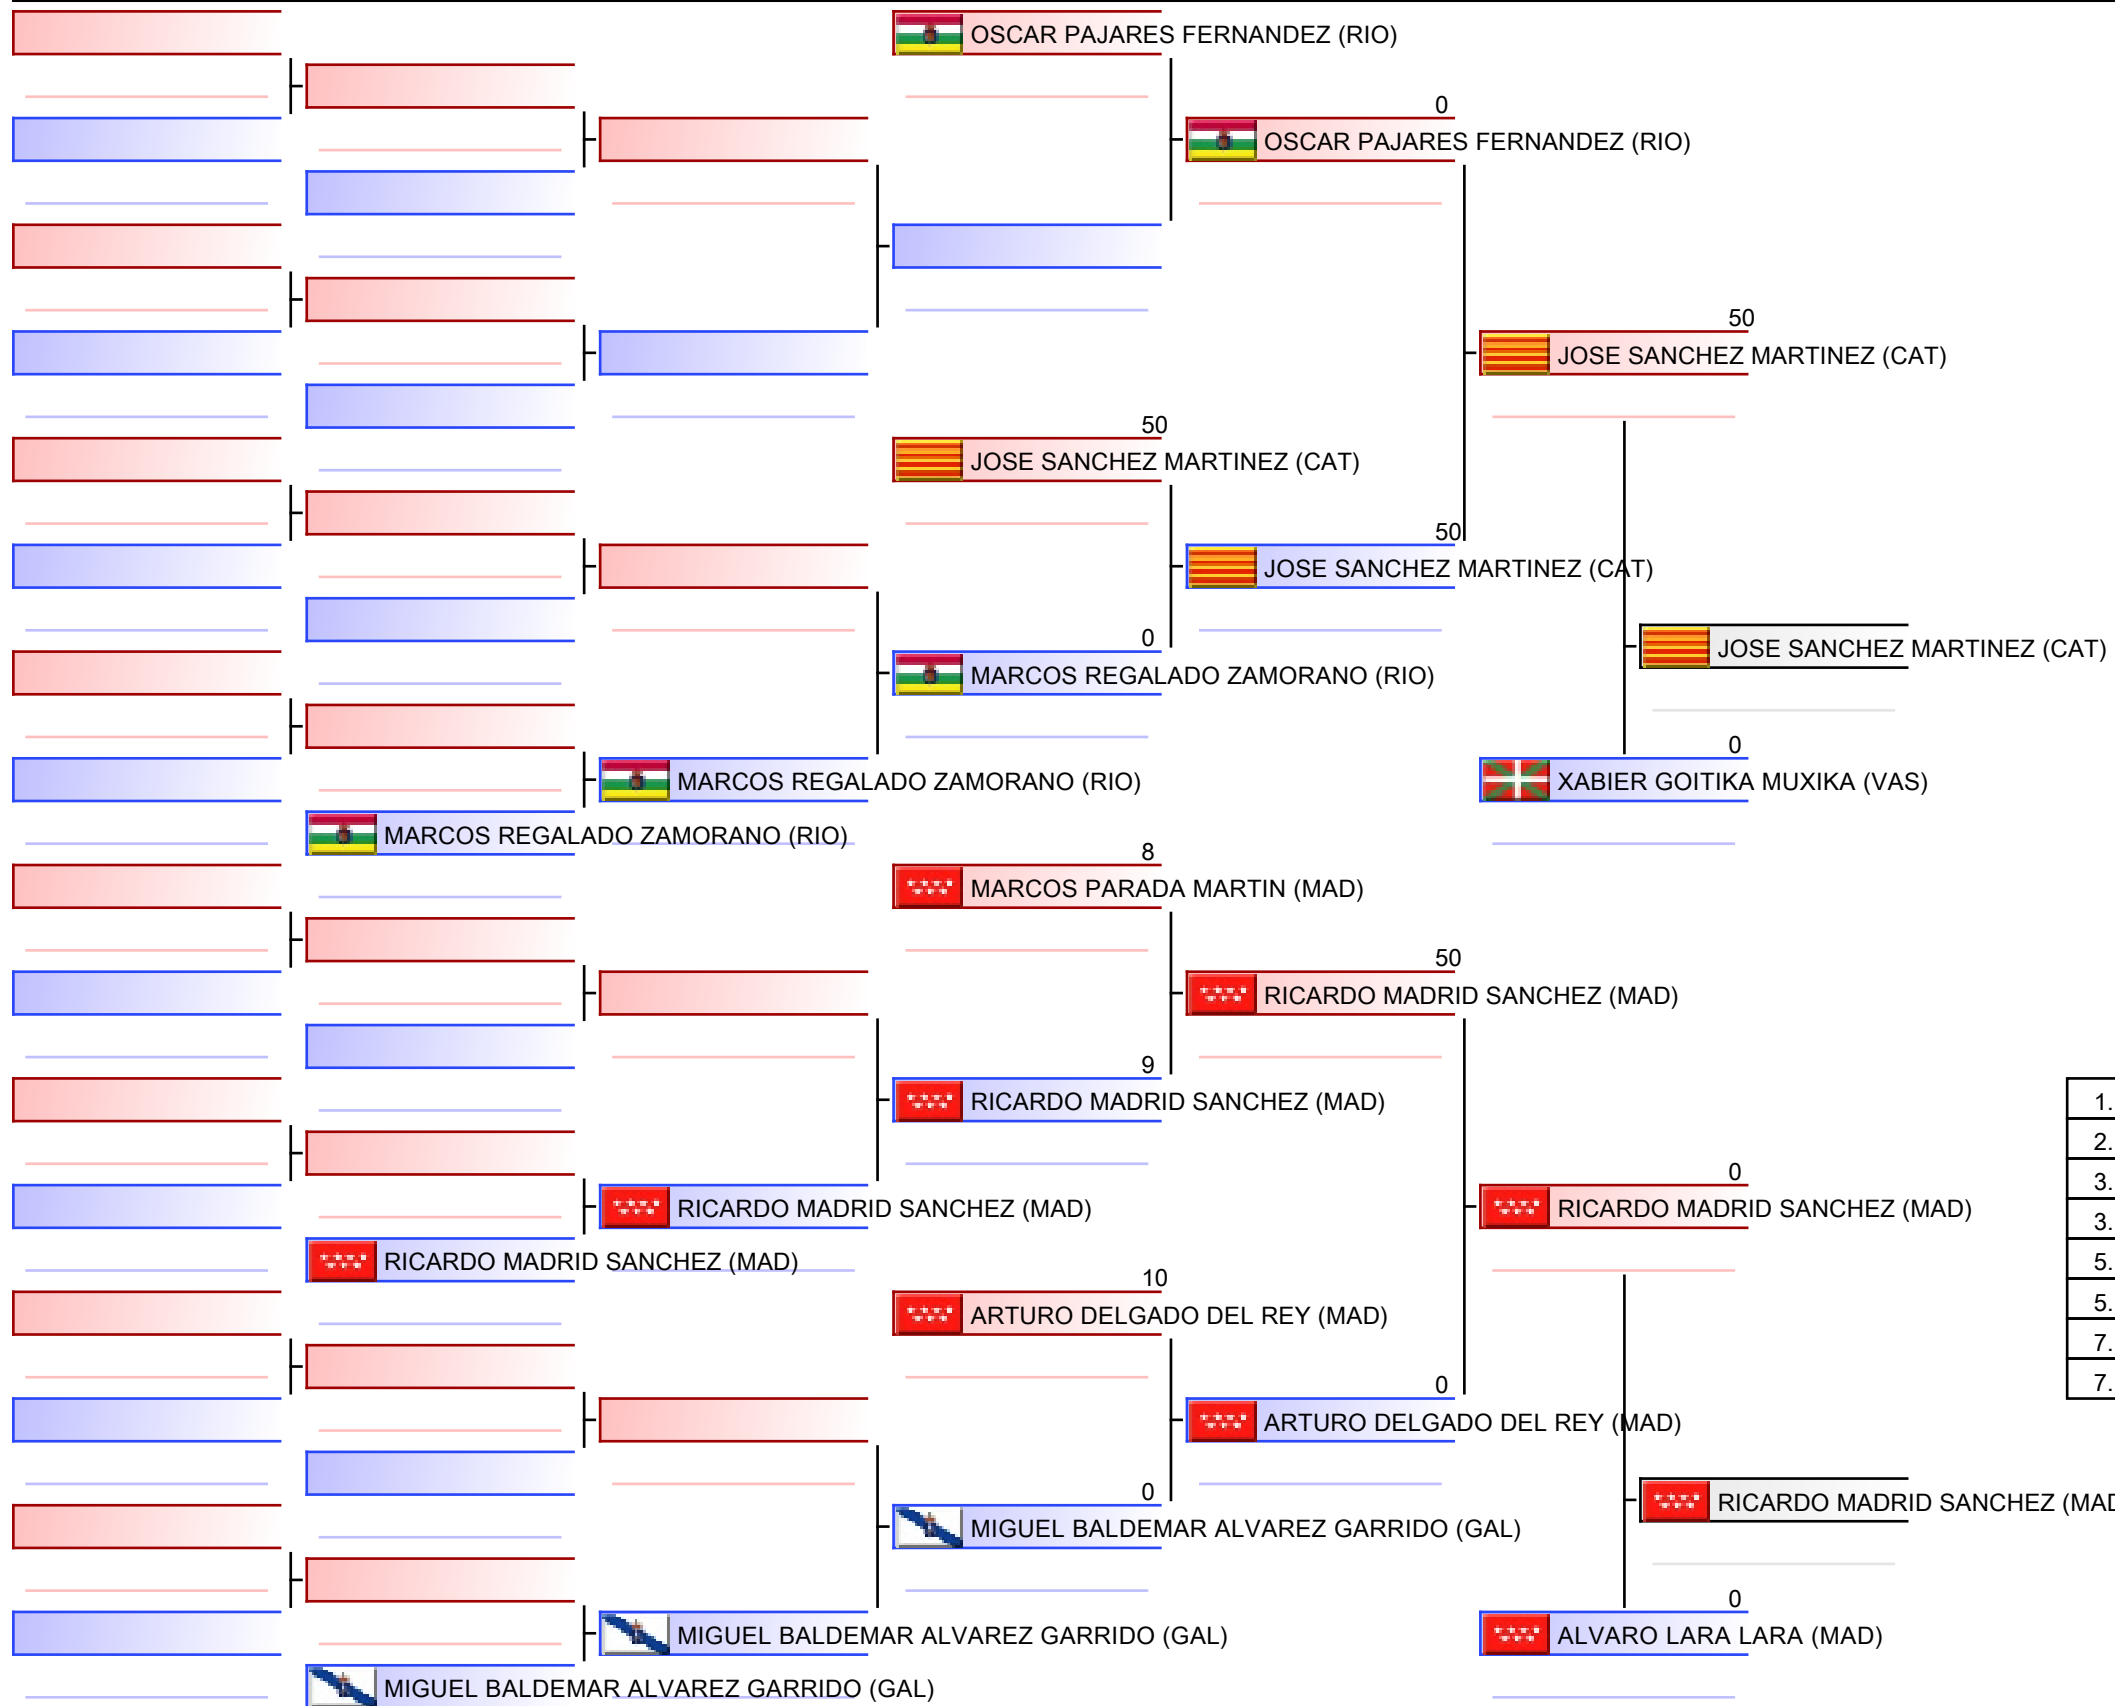 OSCAR PAJARES FERNANDEZ (RIO)
0
OSCAR PAJARES FERNANDEZ (RIO)
50
JOSE SANCHEZ MARTINEZ (CAT)
50
JOSE SANCHEZ MARTINEZ (CAT)
50
JOSE SANCHEZ MARTINEZ (CAT)
0
JOSE SANCHEZ MARTINEZ (CAT)
MARCOS REGALADO ZAMORANO (RIO)
0
MARCOS REGALADO ZAMORANO (RIO)
XABIER GOITIKA MUXIKA (VAS)
MARCOS REGALADO ZAMORANO (RIO)
8
MARCOS PARADA MARTIN (MAD)
50
RICARDO MADRID SANCHEZ (MAD)
9
RICARDO MADRID SANCHEZ (MAD)
1.
2.
3.
0
3.
RICARDO MADRID SANCHEZ (MAD)
RICARDO MADRID SANCHEZ (MAD)
5.
RICARDO MADRID SANCHEZ (MAD)
10
5.
ARTURO DELGADO DEL REY (MAD)
7.
0
7.
ARTURO DELGADO DEL REY (MAD)
0
RICARDO MADRID SANCHEZ (MAD
MIGUEL BALDEMAR ALVAREZ GARRIDO (GAL)
0
MIGUEL BALDEMAR ALVAREZ GARRIDO (GAL)
ALVARO LARA LARA (MAD)
MIGUEL BALDEMAR ALVAREZ GARRIDO (GAL)